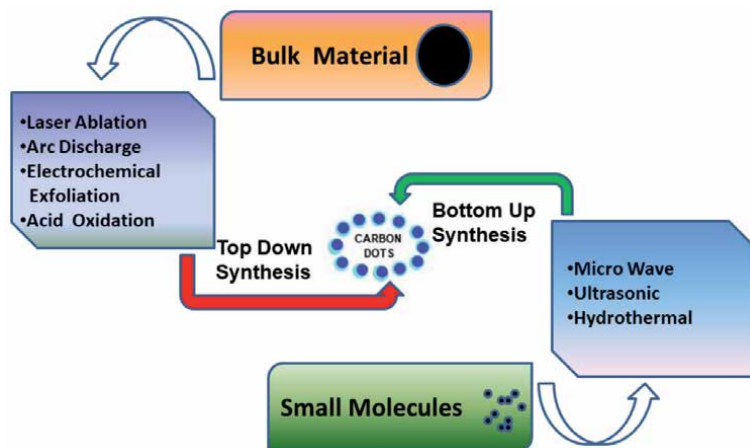 Bulk Material
•Laser Ablation
•Arc Discharge
•Electrochemical
Exfoliation
•Acid Oxidation
Top Down
Synthesis
CARBON
DOTS
Bottom Up
Synthesis
•Micro Wave
•Ultrasonic
•Hydrothermal
Small Molecules